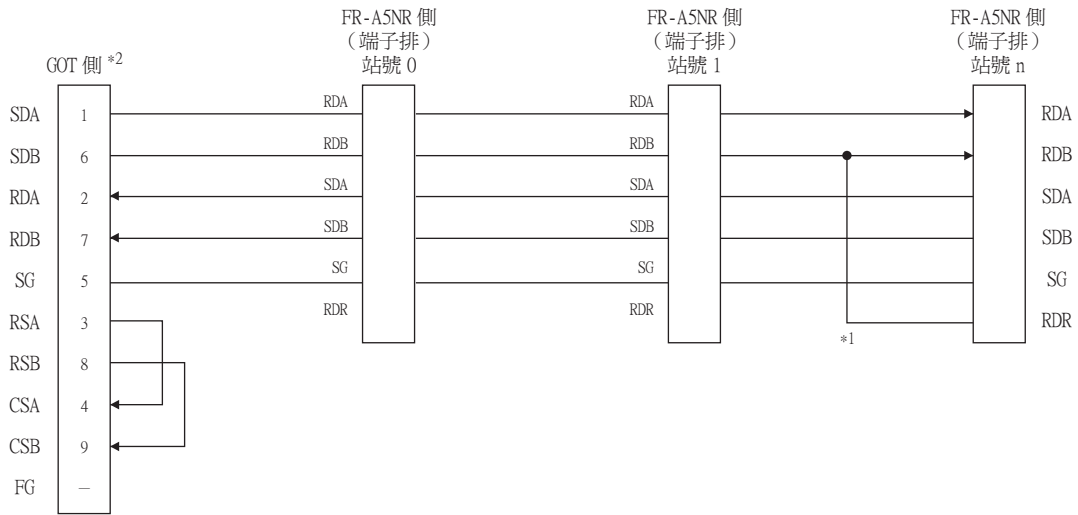 FR-A5NR 側
（端子排）
站號 0
FR-A5NR 側
（端子排）
站號 1
FR-A5NR 側
（端子排）
站號 n
GOT 側 *2
SDA 1 RDA RDA RDA
SDB 6 RDB RDB RDB
RDA 2 SDA SDA SDA
RDB 7 SDB SDB SDB
SG 5 SG SG SG
RSA 3 RDR RDR RDR
*1
RSB 8
CSA 4
CSB 9
FG －